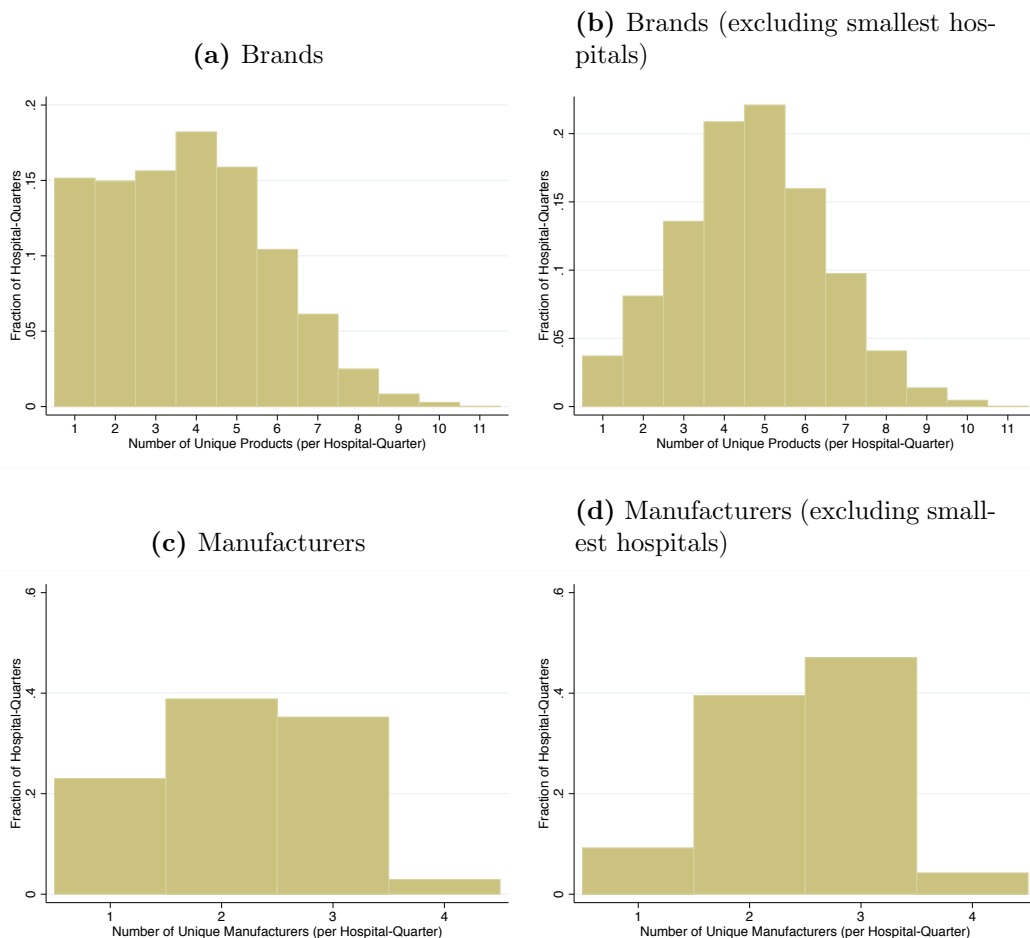 (a) Brands
.2
.15
.1
.05
0
Fraction of Hospital-Quarters
1 2 3 4 5 6 7 8 9 10 11
Number of Unique Products (per Hospital-Quarter)
(b) Brands (excluding smallest hos-
pitals)
.2
.15
.1
.05
0
Fraction of Hospital-Quarters
1 2 3 4 5 6 7 8 9 10 11
Number of Unique Products (per Hospital-Quarter)
(c) Manufacturers
.6
.4
.2
0
Fraction of Hospital-Quarters
1 2 3 4
Number of Unique Manufacturers (per Hospital-Quarter)
(d) Manufacturers (excluding small-
est hospitals)
.6
.4
.2
0
Fraction of Hospital-Quarters
1 2 3 4
Number of Unique Manufacturers (per Hospital-Quarter)